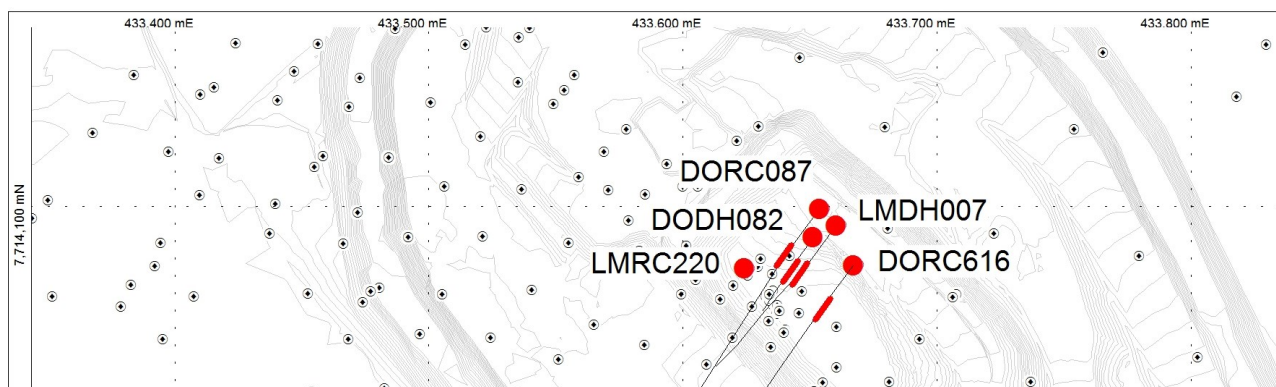 433.400 mE
433.500 mE
433.600 mE
433.700 mE
433.800 mE
7,714,100 mN
DORC087
DODH082
LMDH007
LMRC220
DORC616